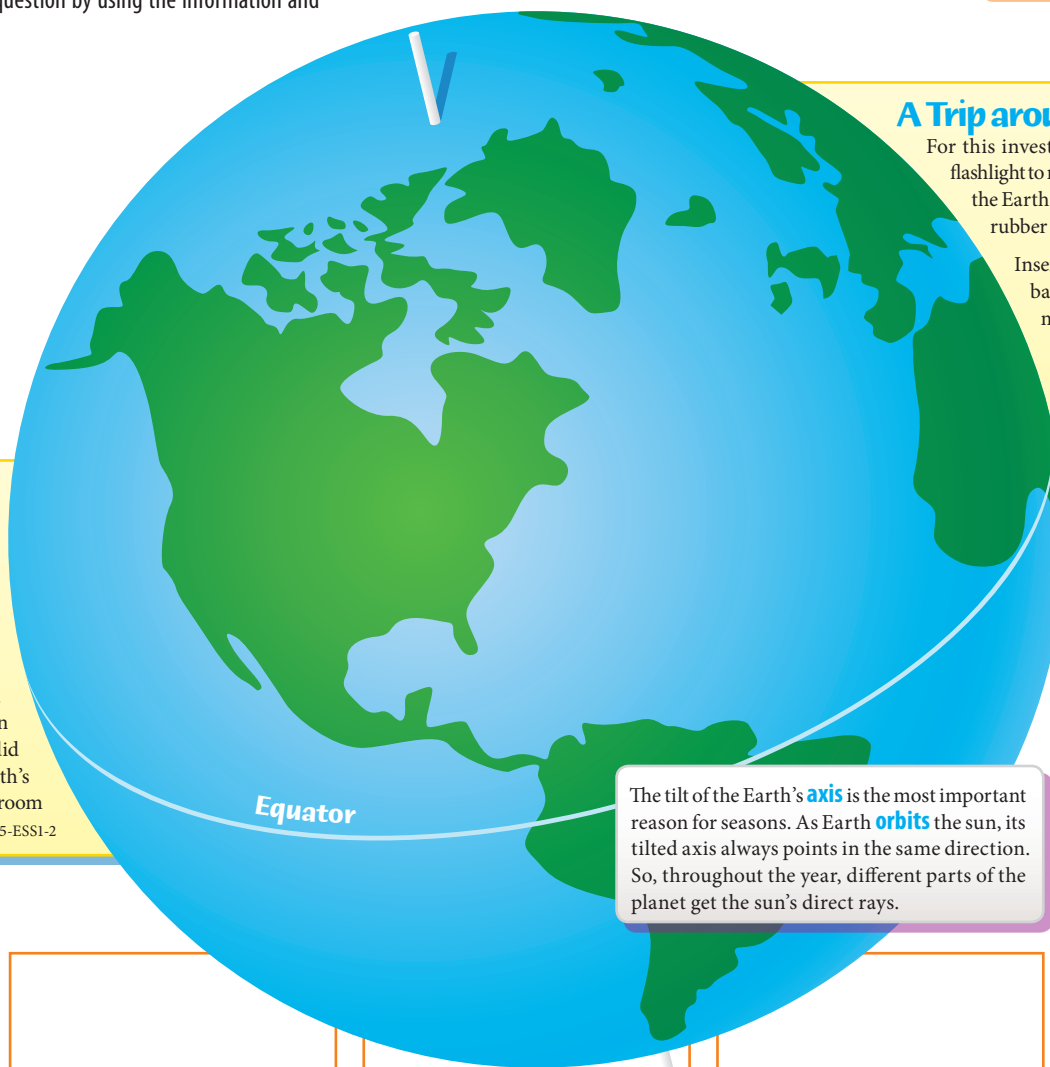 question by using the information and
A Trip arou
For this invest
flashlight to r
the Earth
rubber
Inse
ba
n
lid
th's
room
5-ESS1-2
Equator
The tilt of the Earth's axis is the most important
reason for seasons. As Earth orbits the sun, its
tilted axis always points in the same direction.
So, throughout the year, different parts of the
planet get the sun's direct rays.